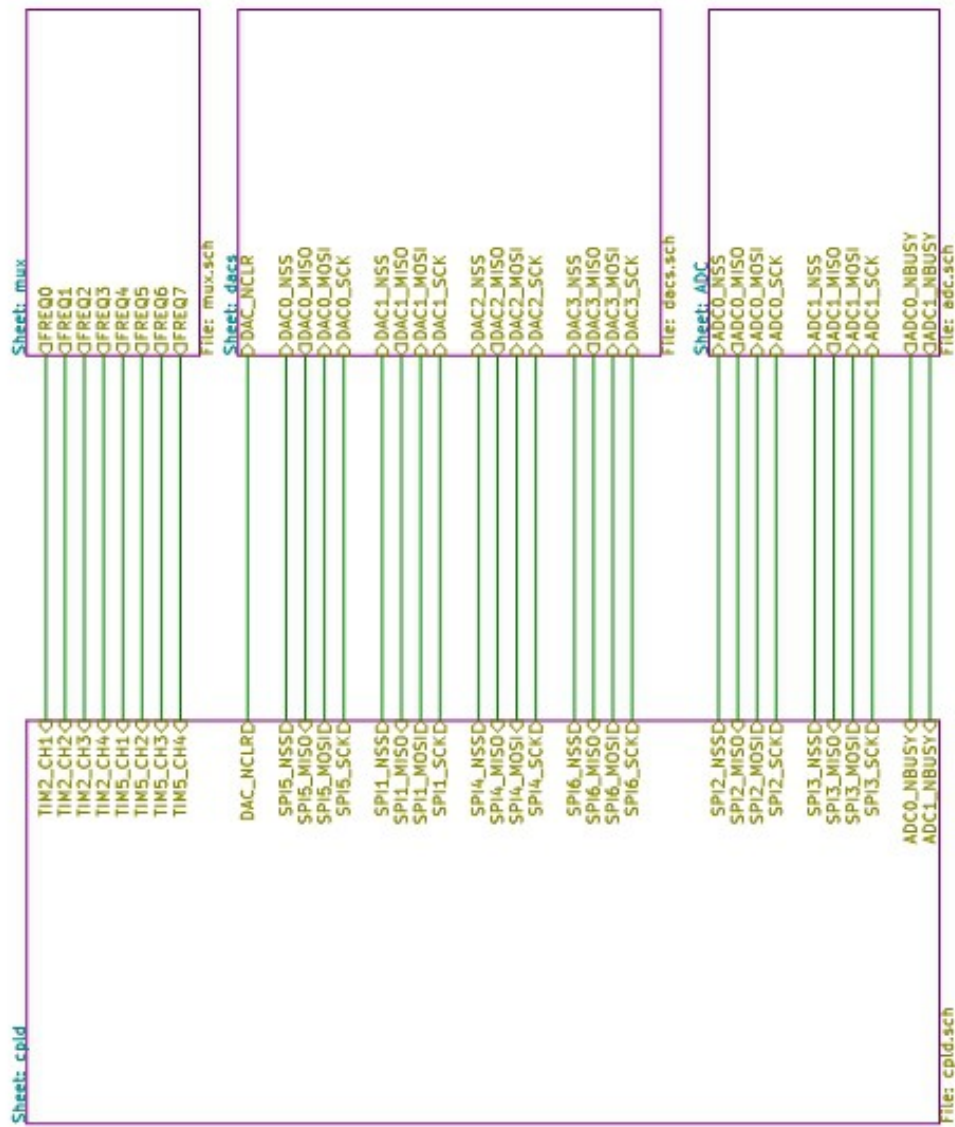 Sheet: mux
FREQ0
FREQ1
FREQ2
FREQ3
FREQ4
FREQ5
FREQ6
FREQ7
File: mux.sch
Sheet: dacs
DAC_NCLR
DAC0_NSS
DAC0_MISO
DAC0_MOSI
DAC0_SCK
DAC1_NSS
DAC1_MISO
DAC1_MOSI
DAC1_SCK
DAC2_NSS
DAC2_MISO
DAC2_MOSI
DAC2_SCK
DAC3_NSS
DAC3_MISO
DAC3_MOSI
DAC3_SCK
File: dacs.sch
Sheet: ADC
ADC0_NSS
ADC0_MISO
ADC0_MOSI
ADC0_SCK
ADC1_NSS
ADC1_MISO
ADC1_MOSI
ADC1_SCK
ADC0_NBUSY
ADC1_NBUSY
File: adc.sch
Sheet: cpld
TIM2_CH1
TIM2_CH2
TIM2_CH3
TIM2_CH4
TIM5_CH1
TIM5_CH2
TIM5_CH3
TIM5_CH4
DAC_NCLR
SPI5_NSS
SPI5_MISO
SPI5_MOSI
SPI5_SCK
SPI1_NSS
SPI1_MISO
SPI1_MOSI
SPI1_SCK
SPI4_NSS
SPI4_MISO
SPI4_MOSI
SPI4_SCK
SPI6_NSS
SPI6_MISO
SPI6_MOSI
SPI6_SCK
SPI2_NSS
SPI2_MISO
SPI2_MOSI
SPI2_SCK
SPI3_NSS
SPI3_MISO
SPI3_MOSI
SPI3_SCK
ADC0_NBUSY
ADC1_NBUSY
File: cpld.sch